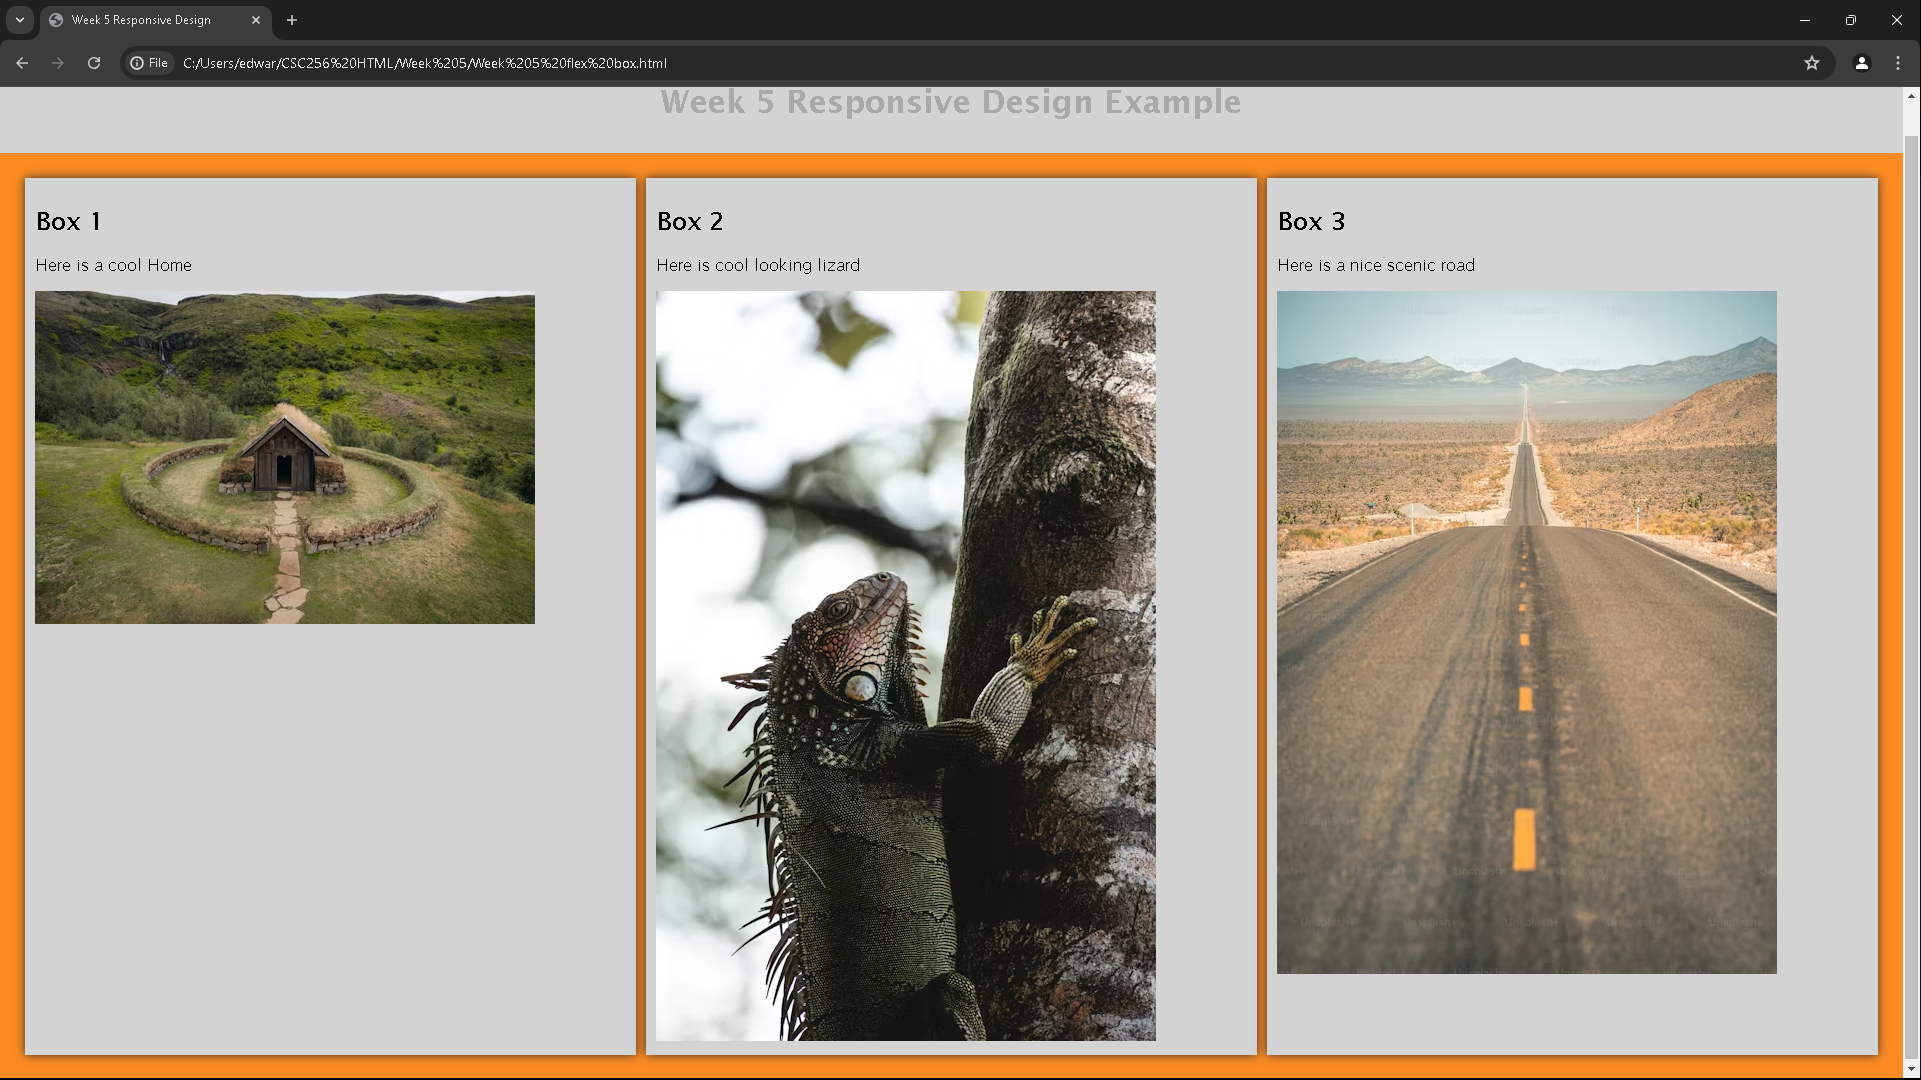 Week 5 Responsive Design
File
C:/Users/edwar/CSC256%20HTML/Week%205/Week%205%20flex%20box.html
Week 5 Responsive Design Example
Box 1
Here is a cool Home
Box 2
Here is cool looking lizard
Box 3
Here is a nice scenic road